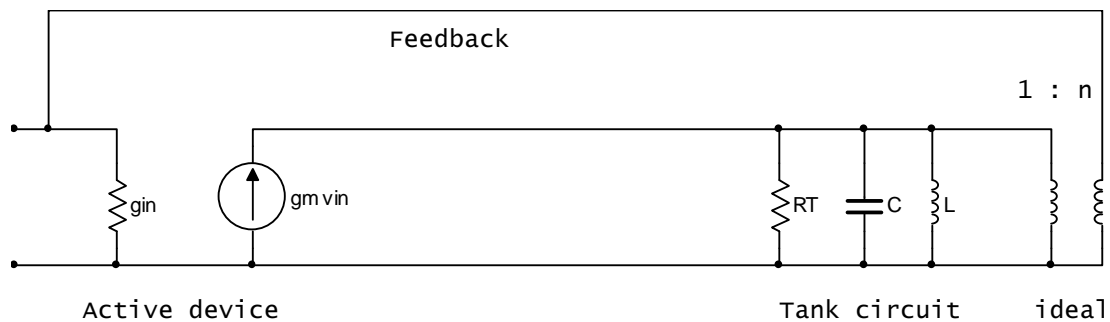 Feedback
1 : n
gin
gm vin
RT
C
L
Active device
Tank circuit
ideal